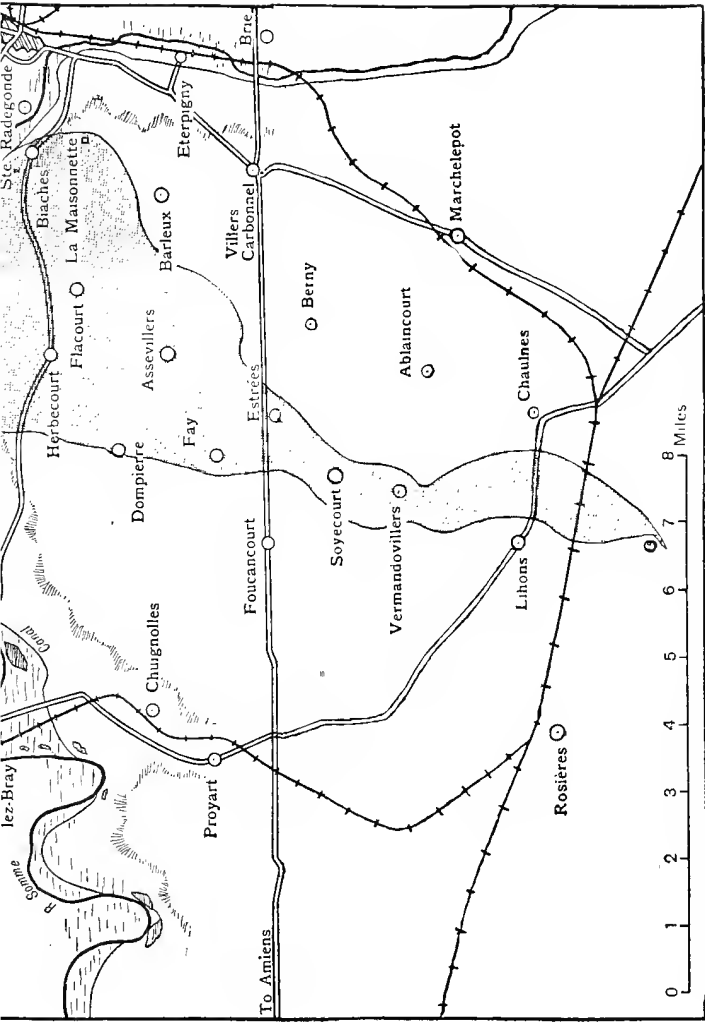 Ste. Radegonde
Biaches
La Maisonnette
Eterpigny
Brie
Barleux
Villers
Carbonnel
Marchelepot
Herbecourt
Flacourt
Assevillers
Berny
Ablaincourt
Chaulnes
Estrées
Fay
Dompierre
Soyecourt
Vermandovillers
Foucancourt
Lihons
Canal
Chuignolles
lez-Bray
Proyart
Rosières
R Somme
To Amiens
0 1 2 3 4 5 6 7 8 Miles